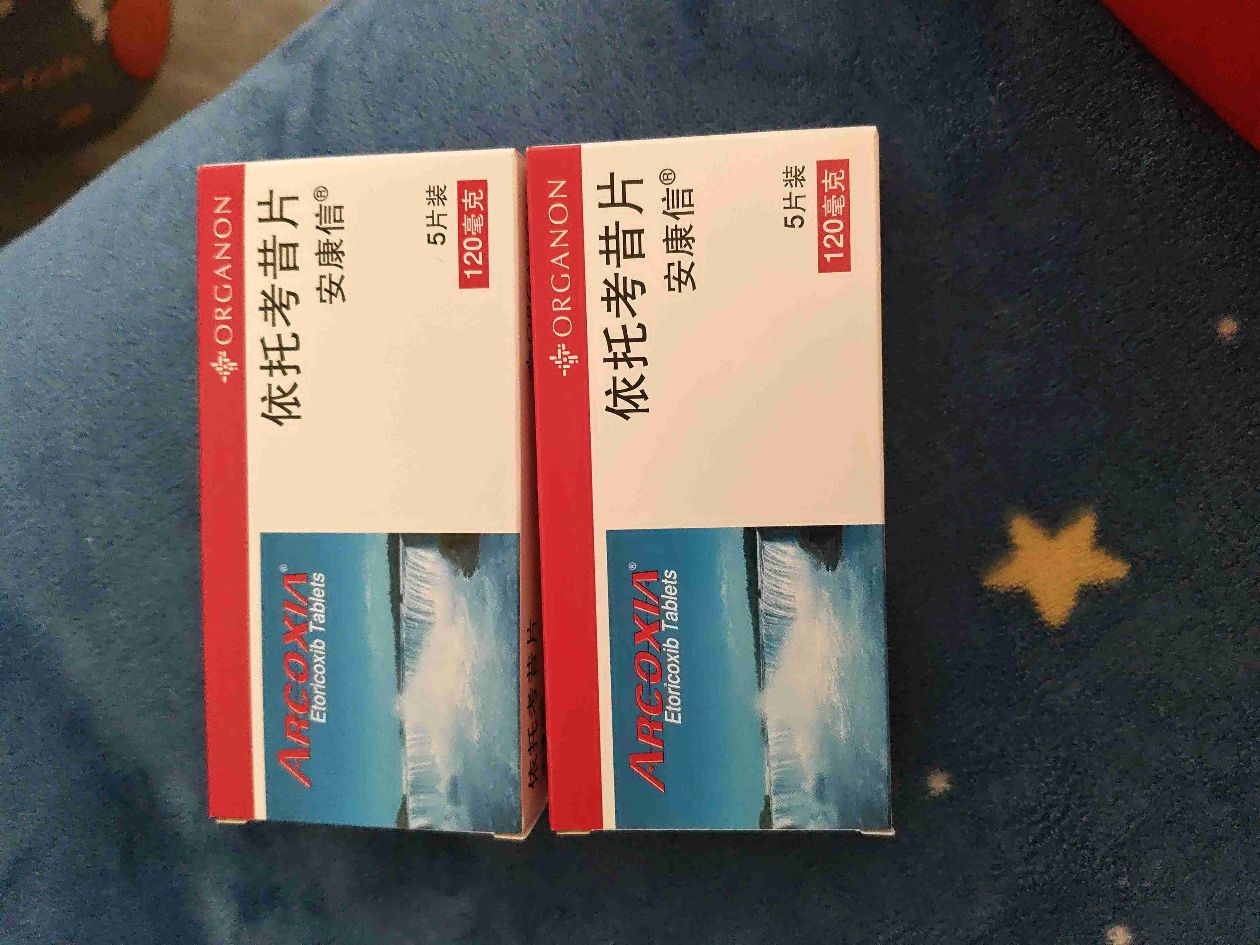 ORGANON
依托考昔片
安康信®
5片装
120毫克
ARCOXIA®
Etoricoxib Tablets
依托考昔片
ORGANON
依托考昔片
安康信®
5片装
120毫克
ARCOXIA®
Etoricoxib Tablets